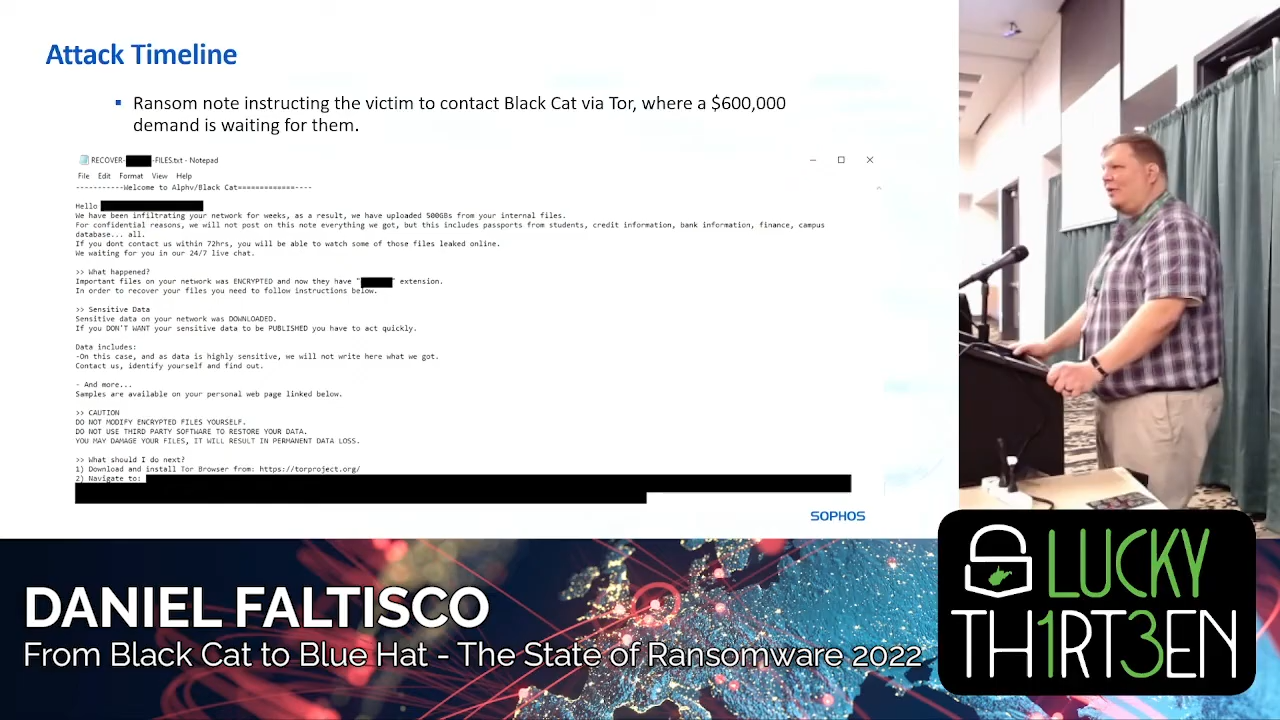 Attack Timeline
▪ Ransom note instructing the victim to contact Black Cat via Tor, where a $600,000
demand is waiting for them.
RECOVER- -FILES.txt - Notepad
File Edit Format View Help
-----------Welcome to Alphv/Black Cat=============----
Hello
We have been infiltrating your network for weeks, as a result, we have uploaded 500GBs from your internal files.
For confidential reasons, we will not post on this note everything we got, but this includes passports from students, credit information, bank information, finance, campus
database... all.
If you dont contact us within 72hrs, you will be able to watch some of those files leaked online.
We waiting for you in our 24/7 live chat.
>> What happened?
Important files on your network was ENCRYPTED and now they have " " extension.
In order to recover your files you need to follow instructions below.
>> Sensitive Data
Sensitive data on your network was DOWNLOADED.
If you DON'T WANT your sensitive data to be PUBLISHED you have to act quickly.
Data includes:
-On this case, and as data is highly sensitive, we will not write here what we got.
Contact us, identify yourself and find out.
- And more...
Samples are available on your personal web page linked below.
>> CAUTION
DO NOT MODIFY ENCRYPTED FILES YOURSELF.
DO NOT USE THIRD PARTY SOFTWARE TO RESTORE YOUR DATA.
YOU MAY DAMAGE YOUR FILES, IT WILL RESULT IN PERMANENT DATA LOSS.
>> What should I do next?
1) Download and install Tor Browser from: https://torproject.org/
2) Navigate to:
SOPHOS
DANIEL FALTISCO
From Black Cat to Blue Hat - The State of Ransomware 2022
LUCKY
TH1RT3EN